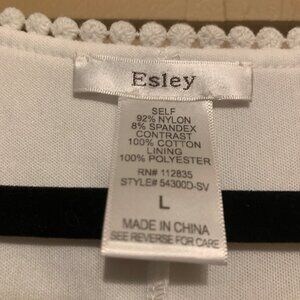 Esley
SELF
92% NYLON
8% SPANDEX
CONTRAST
100% COTTON
LINING
100% POLYESTER
RN# 112835
STYLE# 54300D-SV
L
MADE IN CHINA
SEE REVERSE FOR CARE